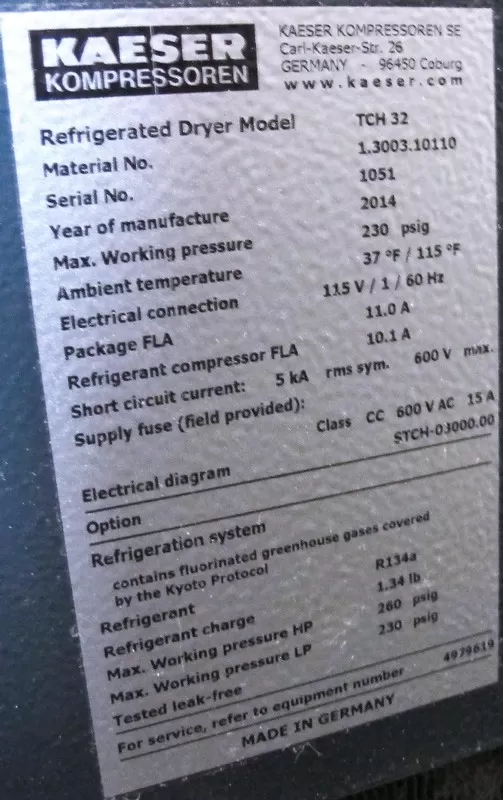 KAESER
KOMPRESSOREN
KAESER KOMPRESSOREN SE
Carl-Kaeser-Str. 26
GERMANY - 96450 Coburg
www.kaeser.com
Refrigerated Dryer Model TCH 32
Material No. 1.3003.10110
Serial No. 1051
Year of manufacture 2014
Max. Working pressure 230 psig
Ambient temperature 37 °F / 115 °F
Electrical connection 115 V / 1 / 60 Hz
Package FLA 11.0 A
Refrigerant compressor FLA 10.1 A
Short circuit current: 5 kA rms sym. 600 V max.
Supply fuse (field provided):
Class CC 600 V AC 15 A
Electrical diagram STCH-03000.00
Option
Refrigeration system
contains fluorinated greenhouse gases covered
by the Kyoto Protocol
Refrigerant R134a
Refrigerant charge 1.34 lb
Max. Working pressure HP 260 psig
Max. Working pressure LP 230 psig
Tested leak-free
For service, refer to equipment number 4979619
MADE IN GERMANY